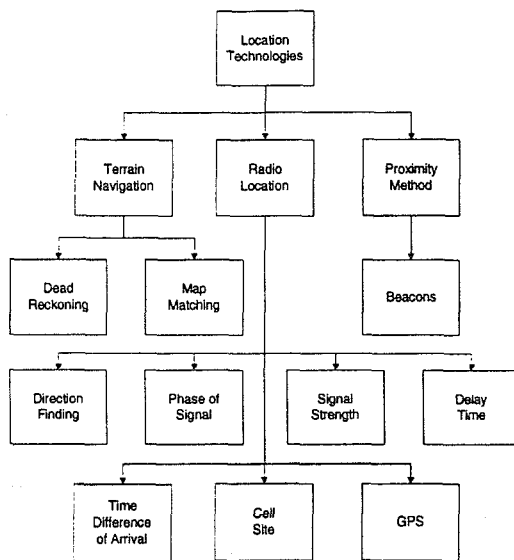 Location
Technologies
Terrain
Navigation
Radio
Location
Proximity
Method
Dead
Reckoning
Map
Matching
Beacons
Direction
Finding
Phase of
Signal
Signal
Strength
Delay
Time
Time
Difference
of Arrival
Cell
Site
GPS